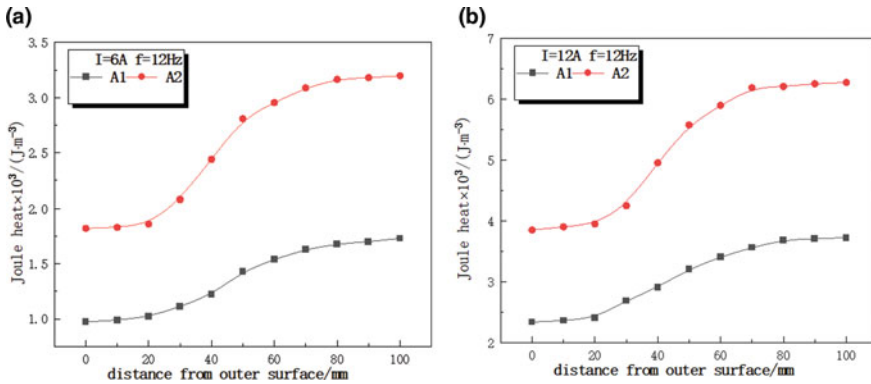 (a)
3.5
3.0
2.5
2.0
1.5
1.0
Joule heat×10³/(J·m⁻³)
I=6A f=12Hz
A1 A2
0 20 40 60 80 100
distance from outer surface/mm
(b)
7
6
5
4
3
2
Joule heat×10³/(J·m⁻³)
I=12A f=12Hz
A1 A2
0 20 40 60 80 100
distance from outer surface/mm